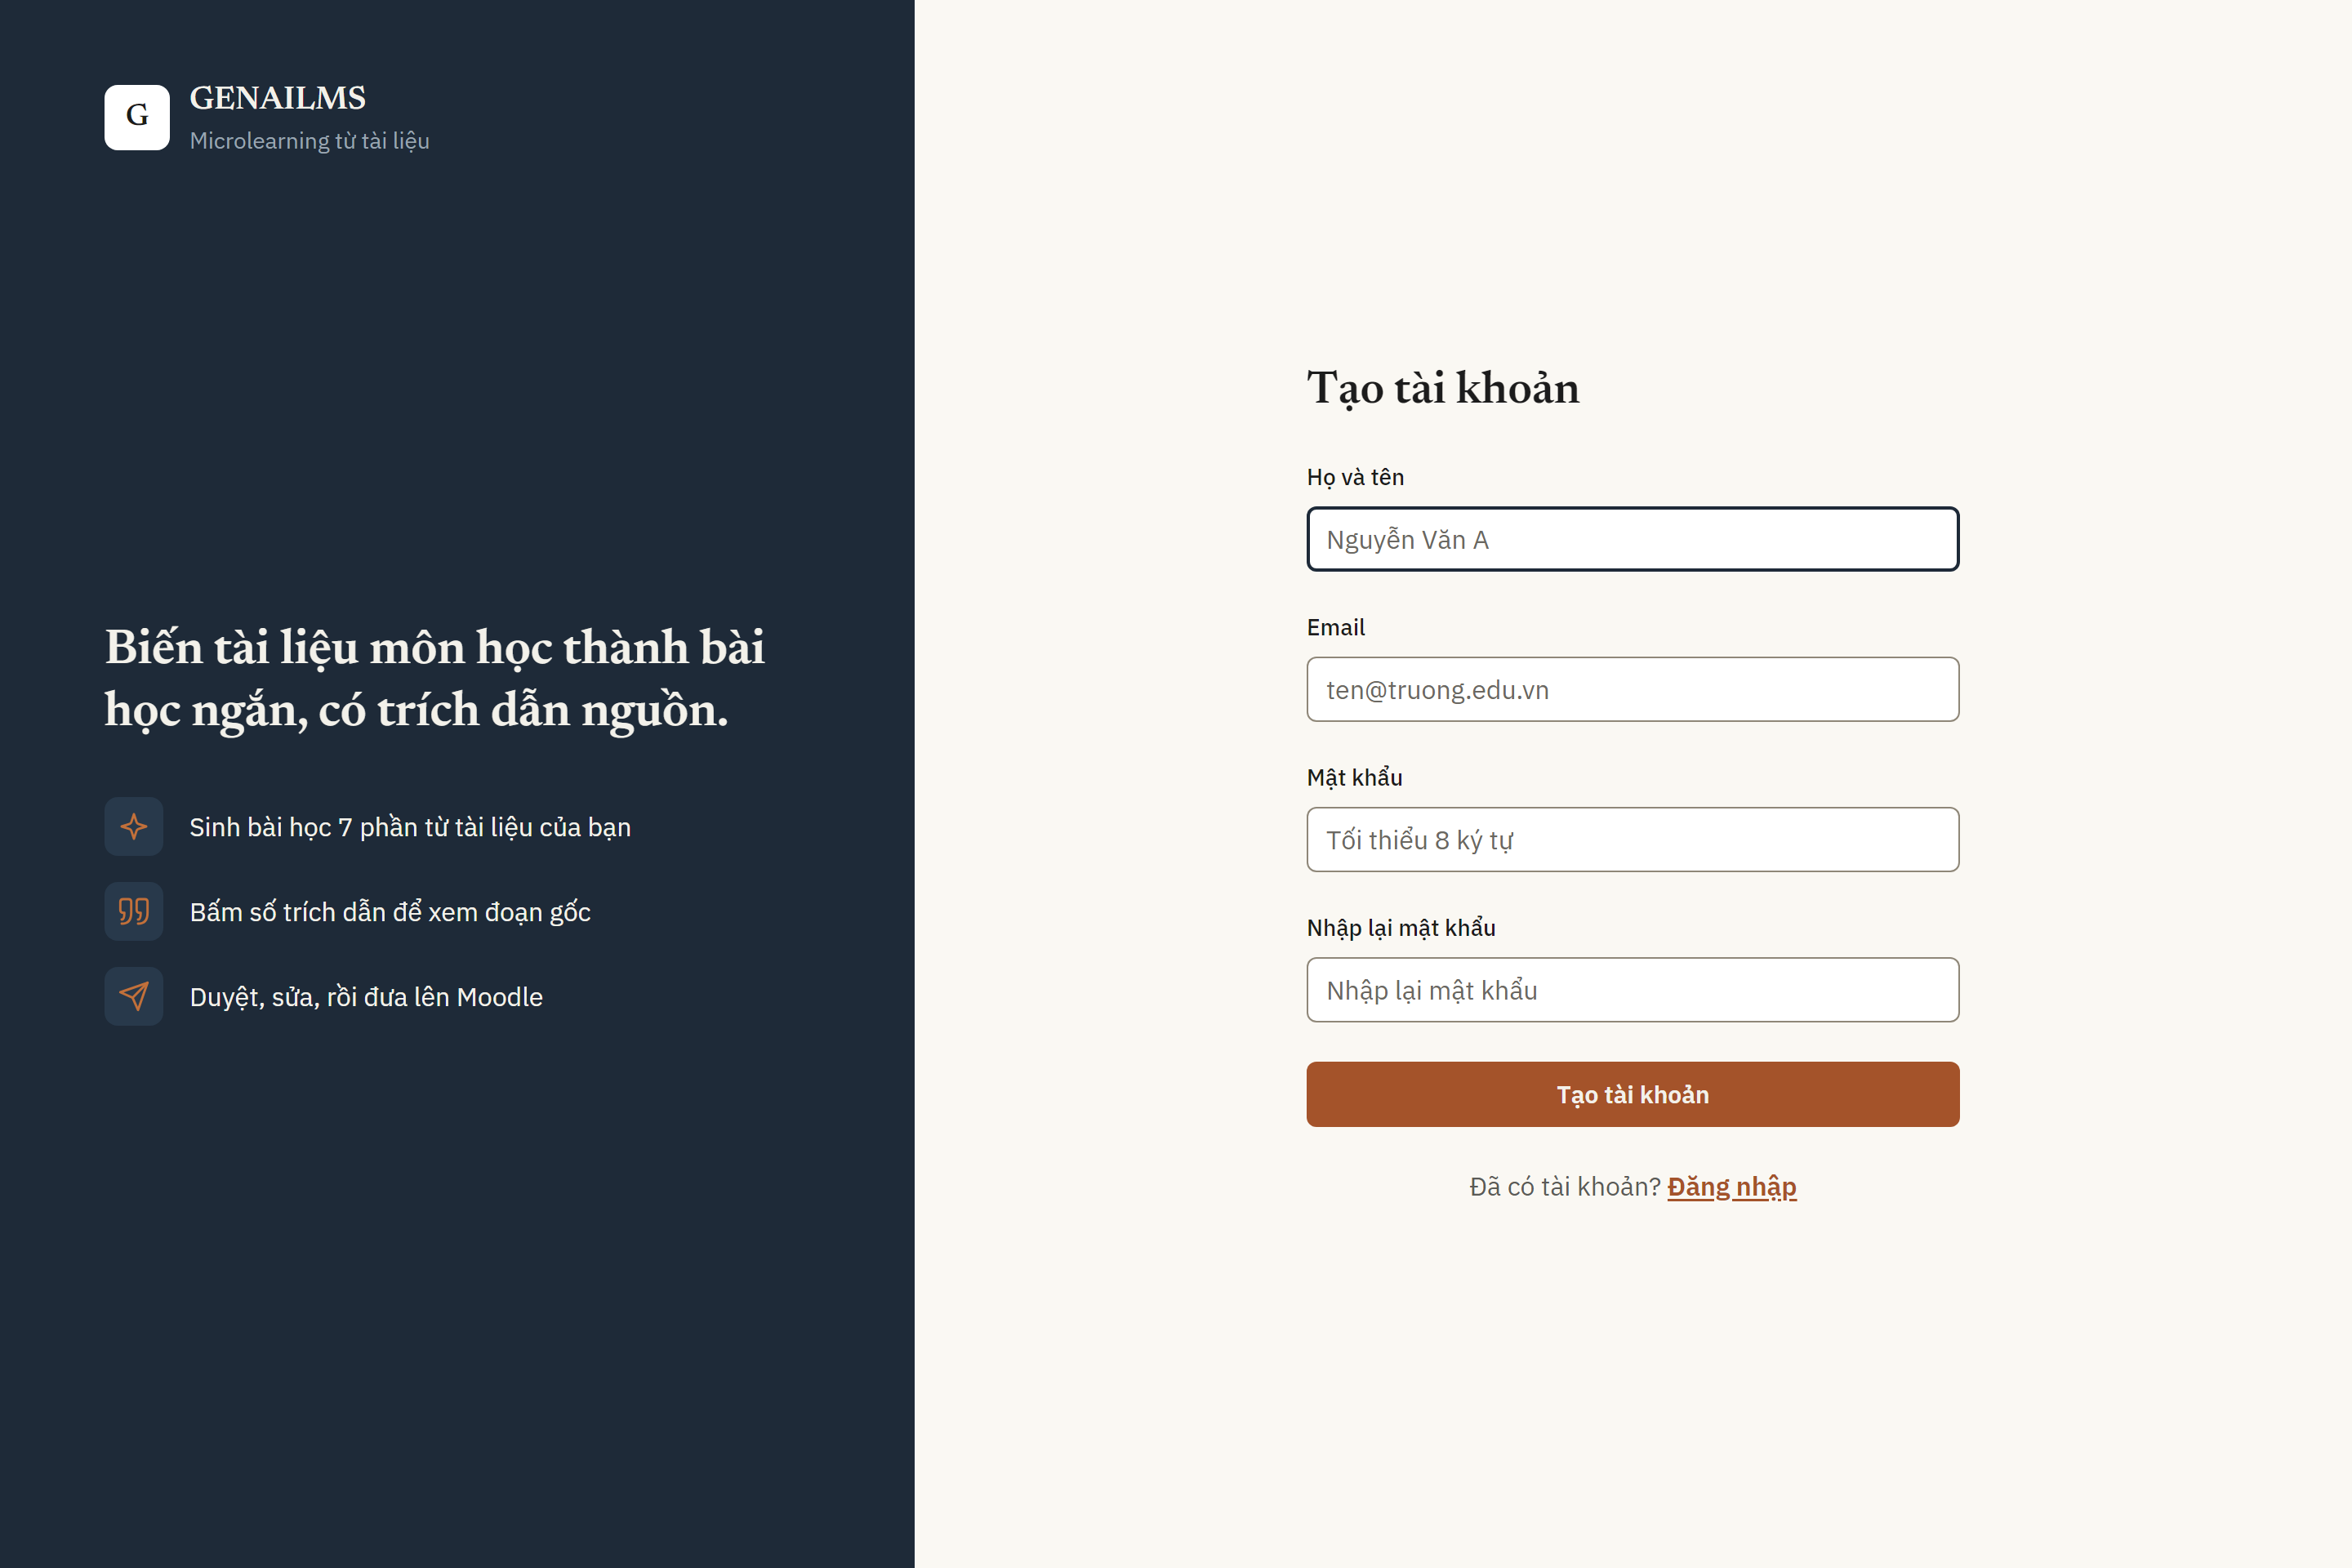 G
GENAILMS
Microlearning từ tài liệu
Biến tài liệu môn học thành bài
học ngắn, có trích dẫn nguồn.
Sinh bài học 7 phần từ tài liệu của bạn
Bấm số trích dẫn để xem đoạn gốc
Duyệt, sửa, rồi đưa lên Moodle
Tạo tài khoản
Họ và tên
Nguyễn Văn A
Email
ten@truong.edu.vn
Mật khẩu
Tối thiểu 8 ký tự
Nhập lại mật khẩu
Nhập lại mật khẩu
Tạo tài khoản
Đã có tài khoản? Đăng nhập